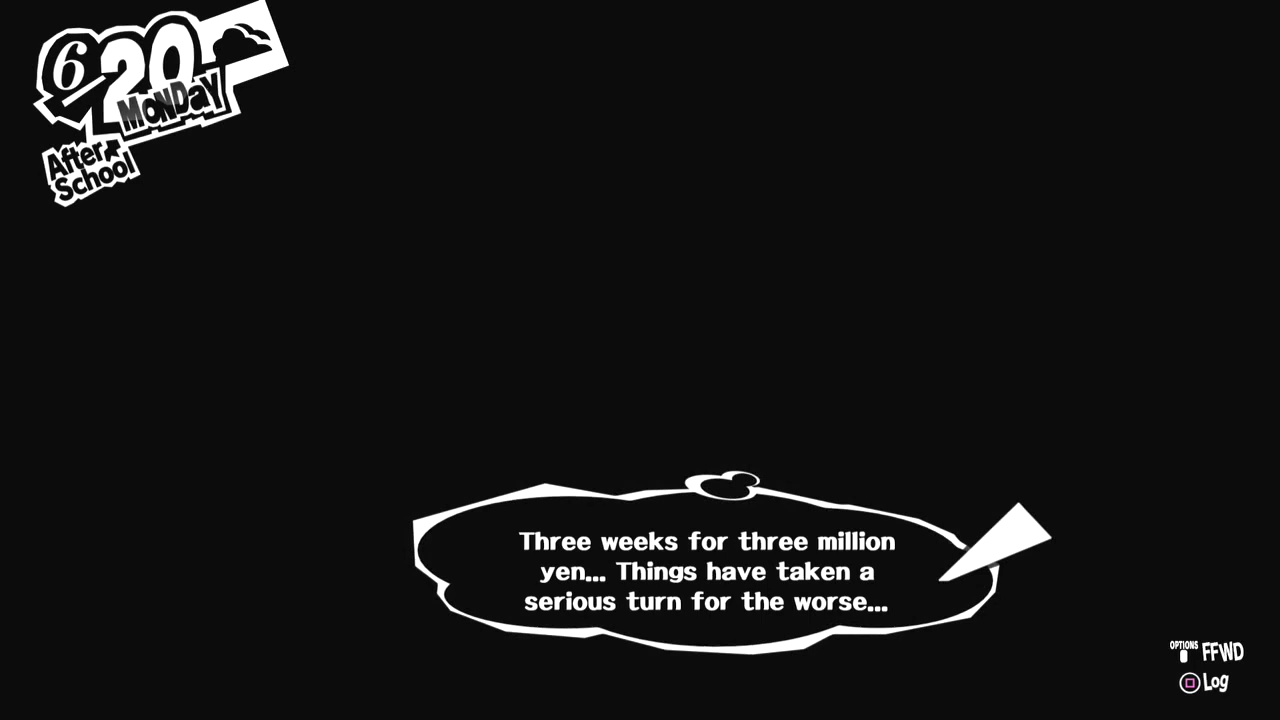 6/20
MONDAY
After
School
Three weeks for three million
yen... Things have taken a
serious turn for the worse...
OPTIONS FFWD
Log